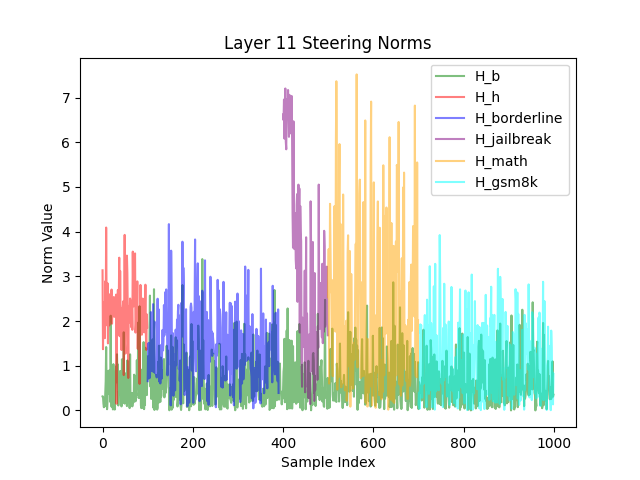 Layer 11 Steering Norms
Norm Value
7
6
5
4
3
2
1
0
0
200
400
600
800
1000
Sample Index
H_b
H_h
H_borderline
H_jailbreak
H_math
H_gsm8k